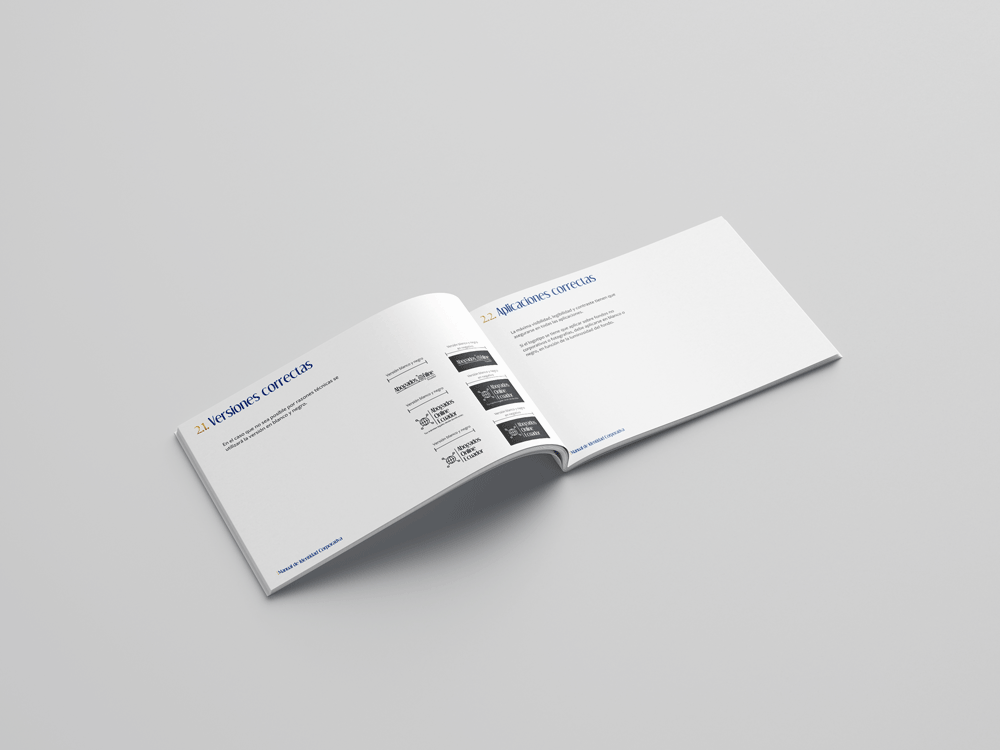 2.1. Versiones correctas
En el caso que no sea posible por razones técnicas se
utilizará la versión en blanco y negro.
Versión blanco y negro
Abogados Online
Versión blanco y negro
Abogados
Online
Ecuador
Versión blanco y negro
Abogados
Online
Ecuador
Versión blanco y negro
en negativo
Abogados Online
Versión blanco y negro
Abogados
Online
Ecuador
Versión blanco y negro
Abogados
Online
Ecuador
Manual de Identidad Corporativa
2.2. Aplicaciones correctas
La máxima visibilidad, legibilidad y contraste tienen que
asegurarse en todas las aplicaciones.
Si el logotipo se tiene que aplicar sobre fondos no
corporativos o fotografías, debe aplicarse en blanco o
negro, en función de la luminosidad del fondo.
Manual de Identidad Corporativa